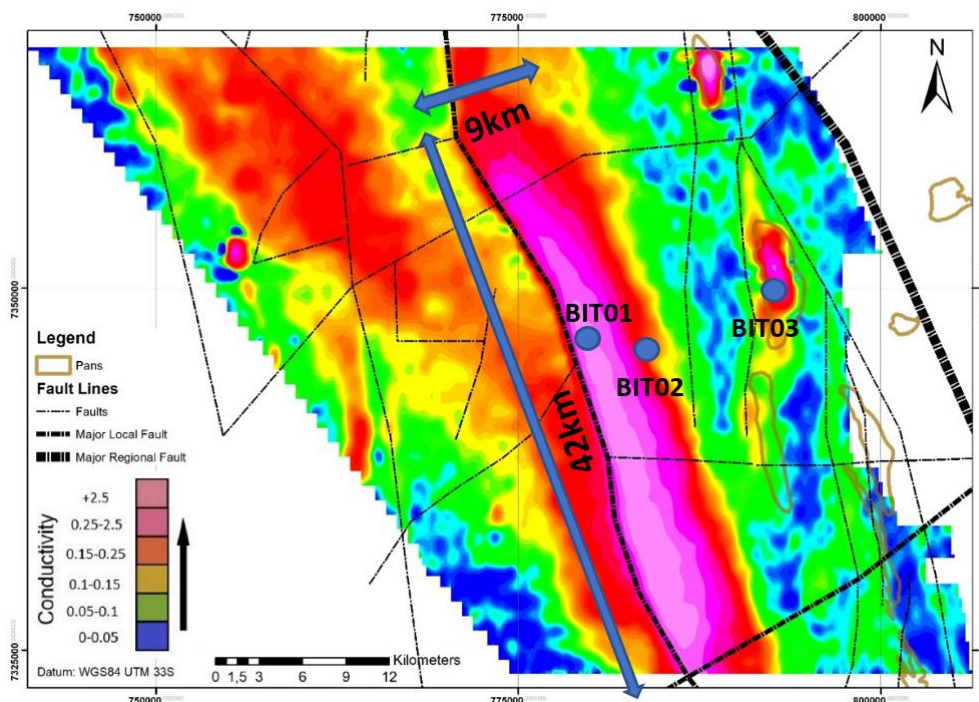 750000
775000
800000
N
9km
7350000
BIT01
BIT03
BIT02
42km
Legend
Pans
Fault Lines
Faults
Major Local Fault
Major Regional Fault
Conductivity
+2.5
0.25-2.5
0.15-0.25
0.1-0.15
0.05-0.1
0-0.05
7325000
Datum: WGS84 UTM 33S
Kilometers
0 1,5 3 6 9 12
750000
775000
800000